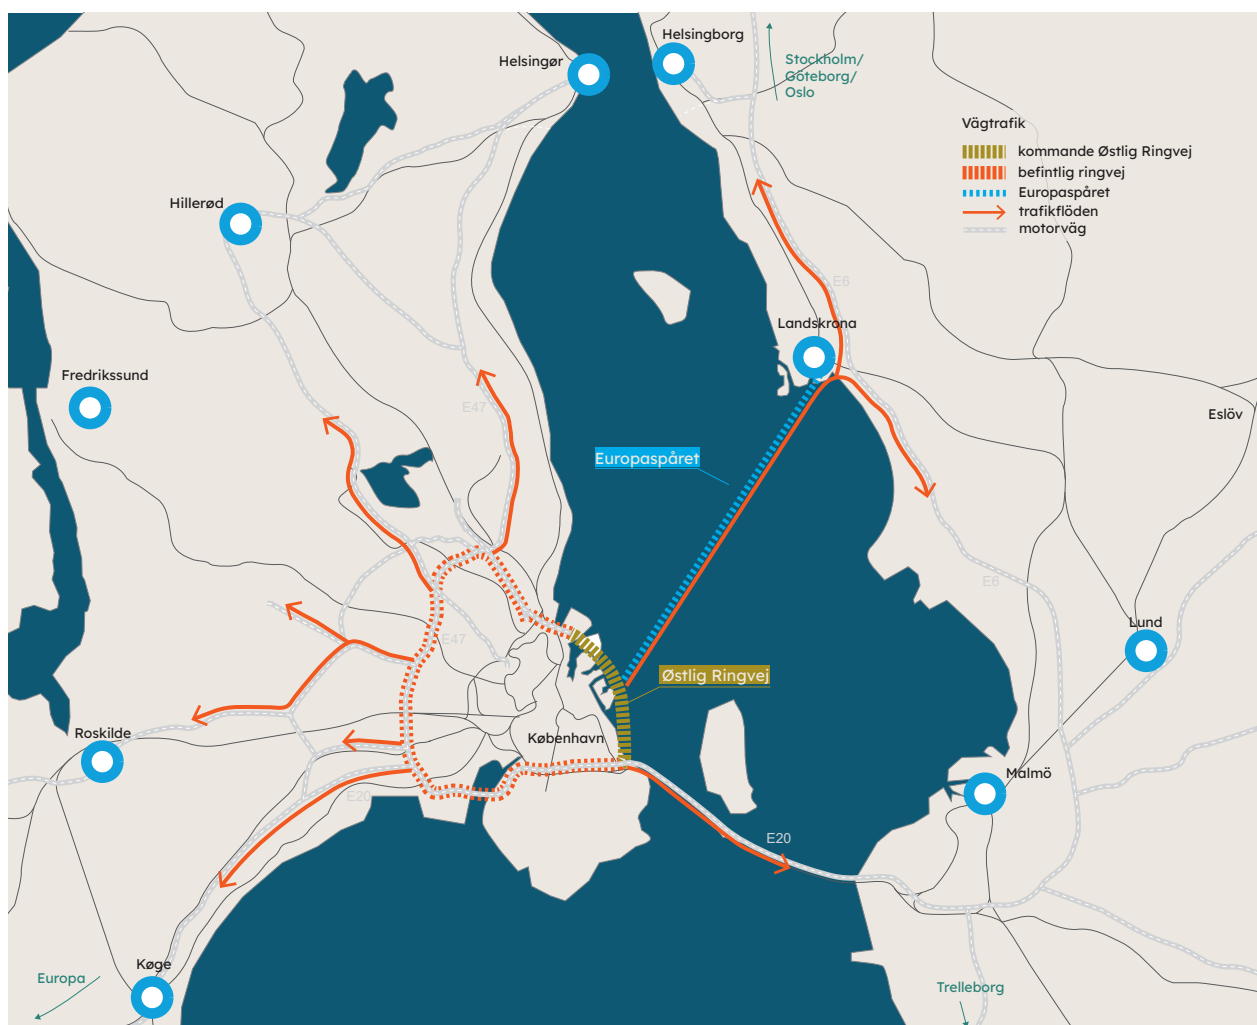 Helsingør
Helsingborg
Stockholm/
Göteborg/
Oslo
Vägtrafik
kommande Østlig Ringvej
befintlig ringvej
Europaspåret
trafikflöden
motorväg
Hillerød
E6
Landskrona
Fredrikssund
E47
Eslöv
Europaspåret
E6
Lund
E47
Østlig Ringvej
Roskilde
København
Malmö
E20
E20
Køge
Europa
Trelleborg